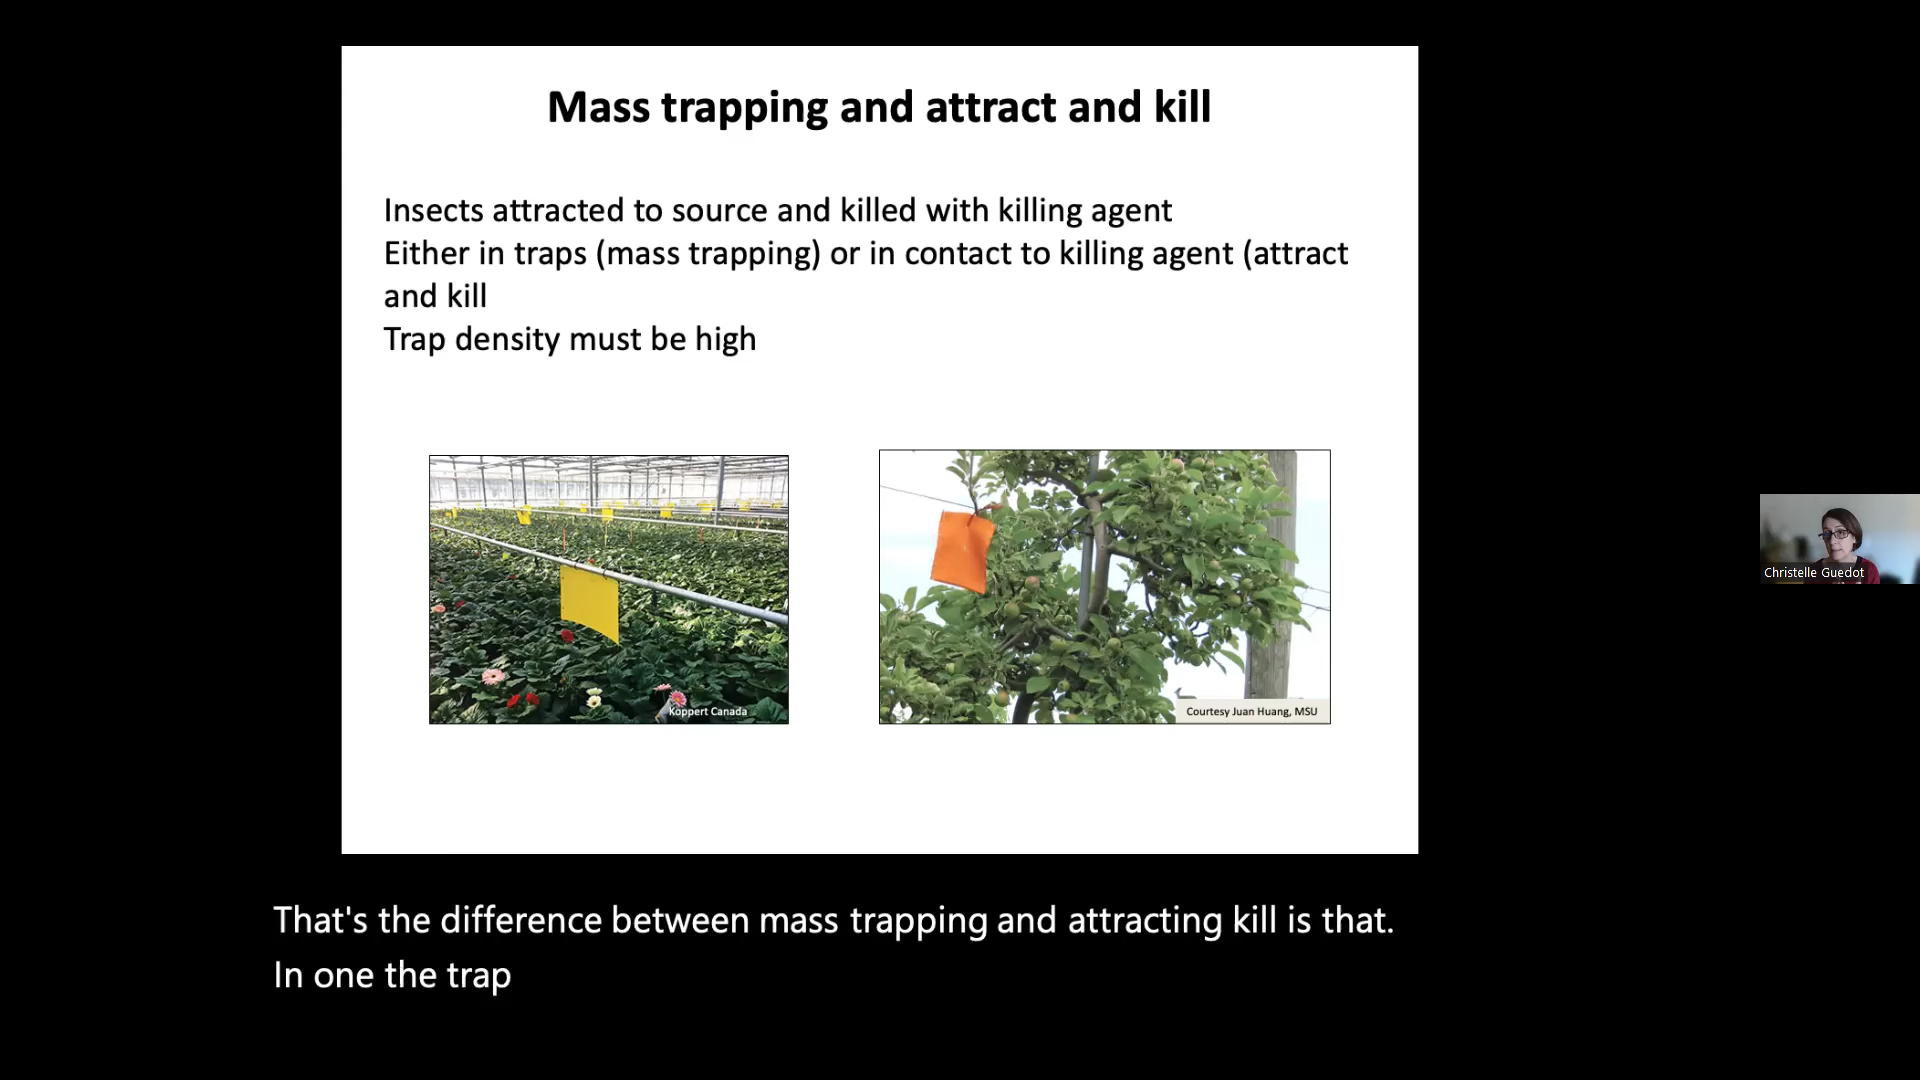 Mass trapping and attract and kill
Insects attracted to source and killed with killing agent
Either in traps (mass trapping) or in contact to killing agent (attract
and kill
Trap density must be high
Koppert Canada
Courtesy Juan Huang, MSU
Christelle Guedot
That's the difference between mass trapping and attracting kill is that.
In one the trap